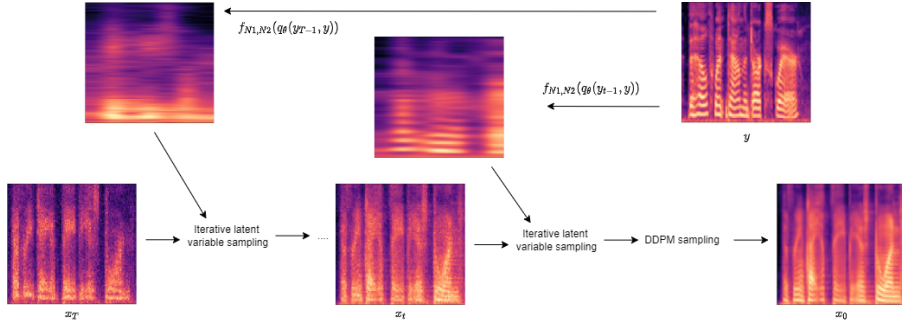 f_{N1,N2}(q_θ(y_{T−1}, y))
f_{N1,N2}(q_θ(y_{t−1}, y))
y
Iterative latent
variable sampling
....
Iterative latent
variable sampling
DDPM sampling
x_T
x_t
x_0